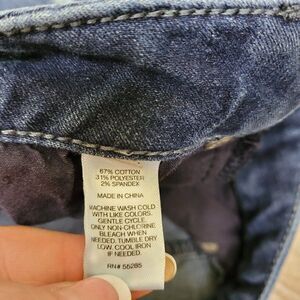 67% COTTON
31% POLYESTER
2% SPANDEX
MADE IN CHINA
MACHINE WASH COLD
WITH LIKE COLORS.
GENTLE CYCLE.
ONLY NON-CHLORINE
BLEACH WHEN
NEEDED. TUMBLE DRY
LOW. COOL IRON
IF NEEDED.
RN# 55285